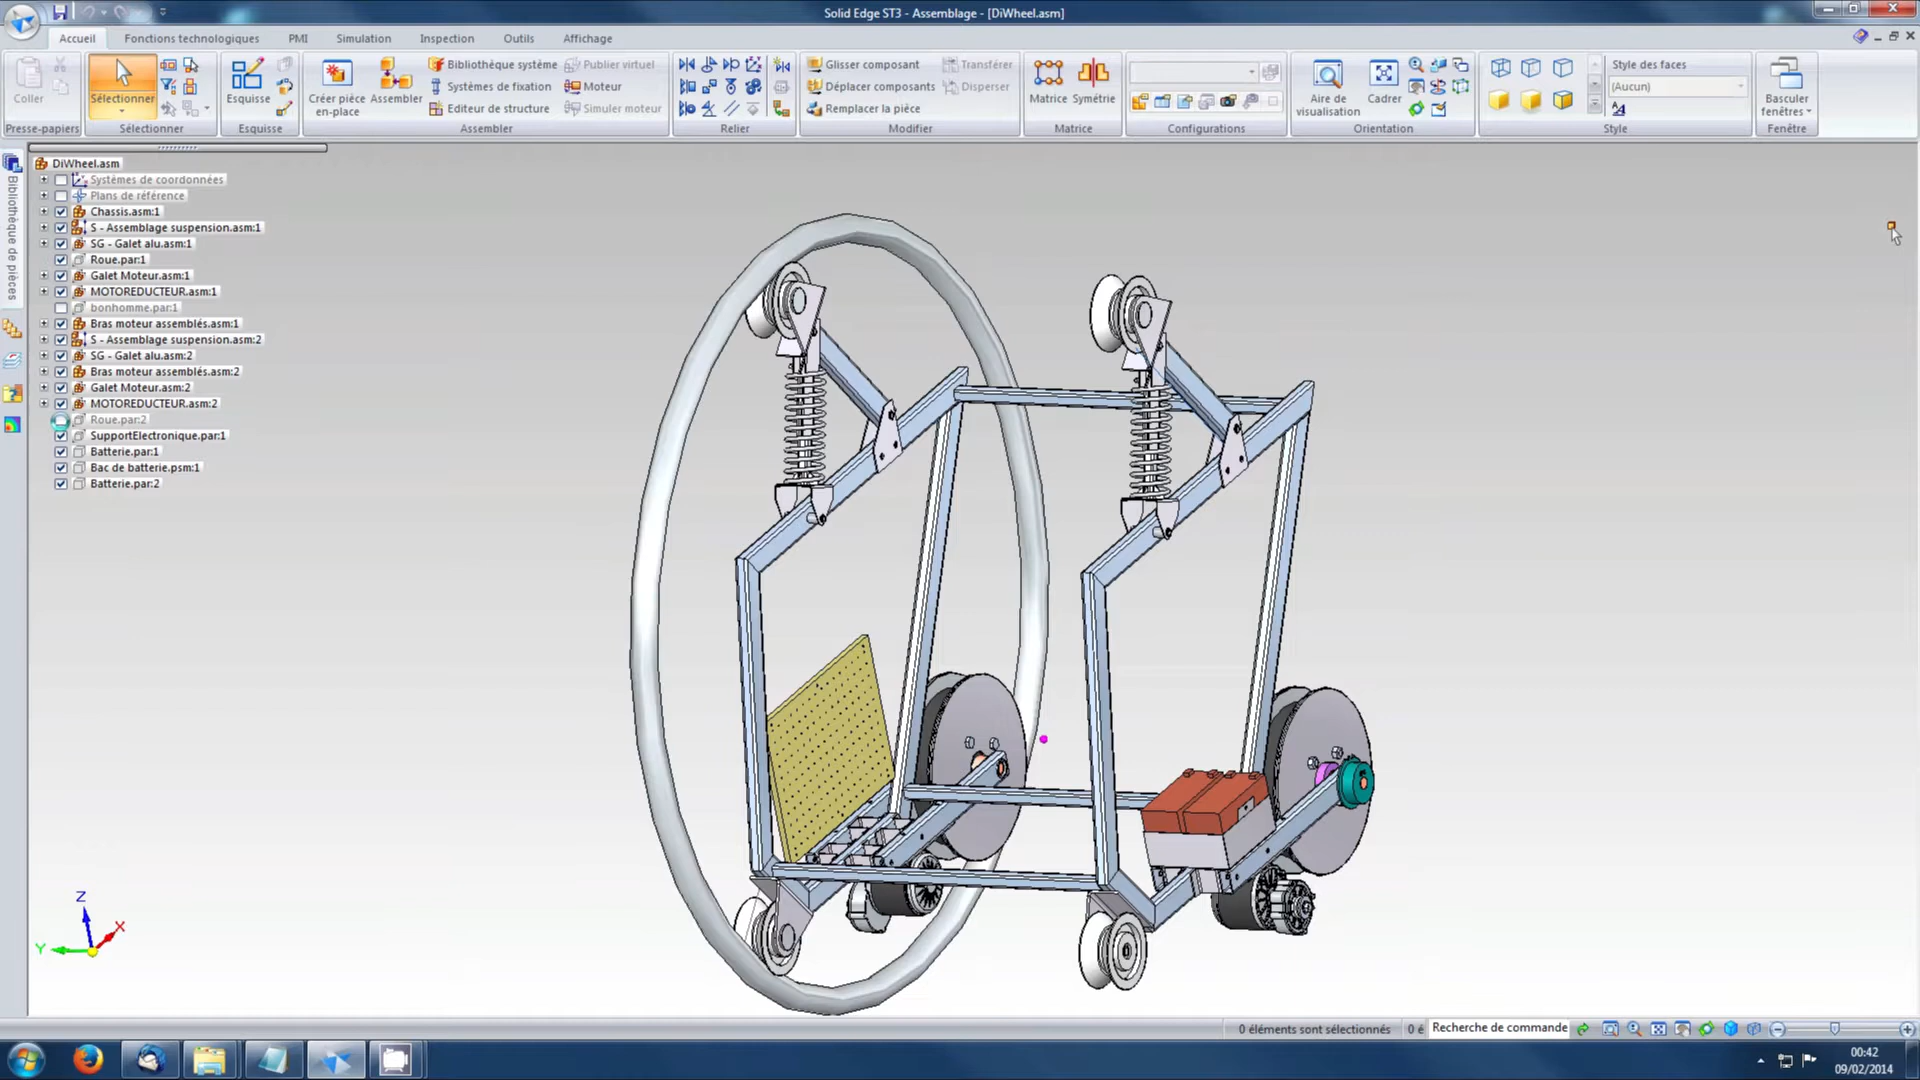 Solid Edge ST3 - Assemblage - [DiWheel.asm]
Accueil
Fonctions technologiques
PMI
Simulation
Inspection
Outils
Affichage
Coller
Presse-papiers
Sélectionner
Sélectionner
Esquisse
Esquisse
Créer pièce
en-place
Assembler
Bibliothèque système
Systèmes de fixation
Editeur de structure
Publier virtuel
Moteur
Simuler moteur
Assembler
Relier
Glisser composant
Déplacer composants
Remplacer la pièce
Transférer
Disperser
Modifier
Matrice
Symétrie
Matrice
Configurations
Aire de
visualisation
Cadrer
Orientation
Style des faces
(Aucun)
Style
Basculer
fenêtres
Fenêtre
Bibliothèque de pièces
DiWheel.asm
Systèmes de coordonnées
Plans de référence
Chassis.asm:1
S - Assemblage suspension.asm:1
SG - Galet alu.asm:1
Roue.par:1
Galet Moteur.asm:1
MOTOREDUCTEUR.asm:1
bonhomme.par:1
Bras moteur assemblés.asm:1
S - Assemblage suspension.asm:2
SG - Galet alu.asm:2
Bras moteur assemblés.asm:2
Galet Moteur.asm:2
MOTOREDUCTEUR.asm:2
Roue.par:2
SupportElectronique.par:1
Batterie.par:1
Bac de batterie.psm:1
Batterie.par:2
Z
X
Y
0 éléments sont sélectionnés
0 é
Recherche de commande
00:42
09/02/2014